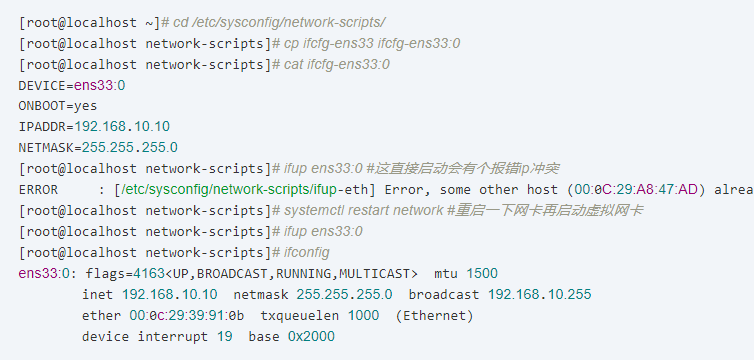 [root@localhost ~]# cd /etc/sysconfig/network-scripts/
[root@localhost network-scripts]# cp ifcfg-ens33 ifcfg-ens33:0
[root@localhost network-scripts]# cat ifcfg-ens33:0
DEVICE=ens33:0
ONBOOT=yes
IPADDR=192.168.10.10
NETMASK=255.255.255.0
[root@localhost network-scripts]# ifup ens33:0 #这直接启动会有个报错ip冲突
ERROR     : [/etc/sysconfig/network-scripts/ifup-eth] Error, some other host (00:0C:29:A8:47:AD) alrea
[root@localhost network-scripts]# systemctl restart network #重启一下网卡再启动虚拟网卡
[root@localhost network-scripts]# ifup ens33:0
[root@localhost network-scripts]# ifconfig
ens33:0: flags=4163<UP,BROADCAST,RUNNING,MULTICAST>  mtu 1500
        inet 192.168.10.10  netmask 255.255.255.0  broadcast 192.168.10.255
        ether 00:0c:29:39:91:0b  txqueuelen 1000  (Ethernet)
        device interrupt 19  base 0x2000